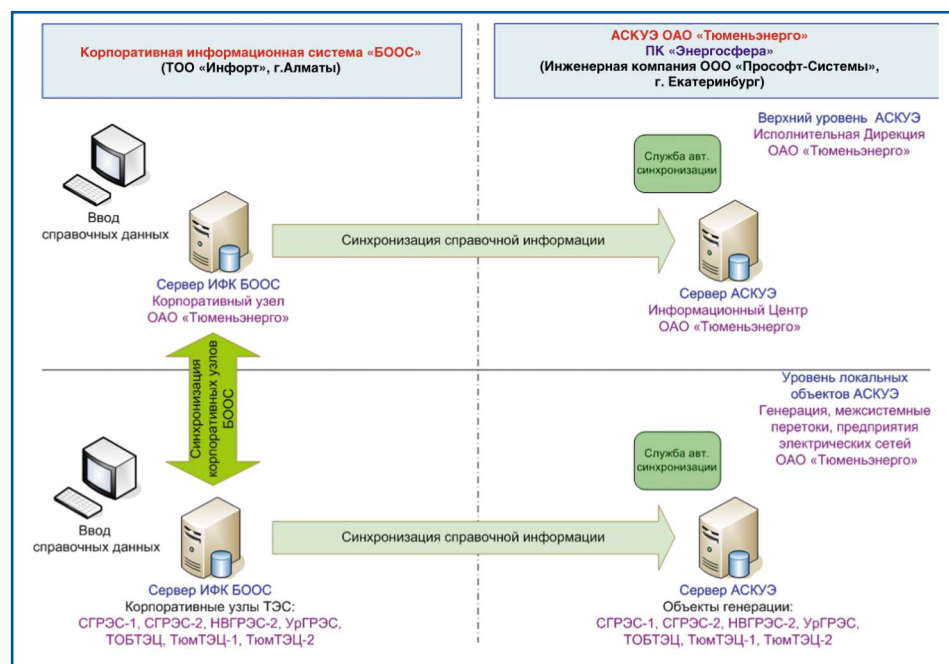 Корпоративная информационная система «БООС»
(ТОО «Инфорт», г.Алматы)
АСКУЭ ОАО «Тюменьэнерго»
ПК «Энергосфера»
(Инженерная компания ООО «Прософт-Системы»,
г. Екатеринбург)
Верхний уровень АСКУЭ
Исполнительная Дирекция
ОАО «Тюменьэнерго»
Служба авт.
синхронизации
Ввод
справочных данных
Синхронизация справочной информации
Сервер ИФК БООС
Корпоративный узел
ОАО «Тюменьэнерго»
Сервер АСКУЭ
Информационный Центр
ОАО «Тюменьэнерго»
Синхронизация
корпоративных узлов
БООС
Уровень локальных
объектов АСКУЭ
Генерация, межсистемные
перетоки, предприятия
электрических сетей
ОАО «Тюменьэнерго»
Служба авт.
синхронизации
Ввод
справочных данных
Синхронизация справочной информации
Сервер ИФК БООС
Корпоративные узлы ТЭС:
СГРЭС-1, СГРЭС-2, НВГРЭС-2, УрГРЭС,
ТОБТЭЦ, ТюмТЭЦ-1, ТюмТЭЦ-2
Сервер АСКУЭ
Объекты генерации:
СГРЭС-1, СГРЭС-2, НВГРЭС-2, УрГРЭС,
ТОБТЭЦ, ТюмТЭЦ-1, ТюмТЭЦ-2